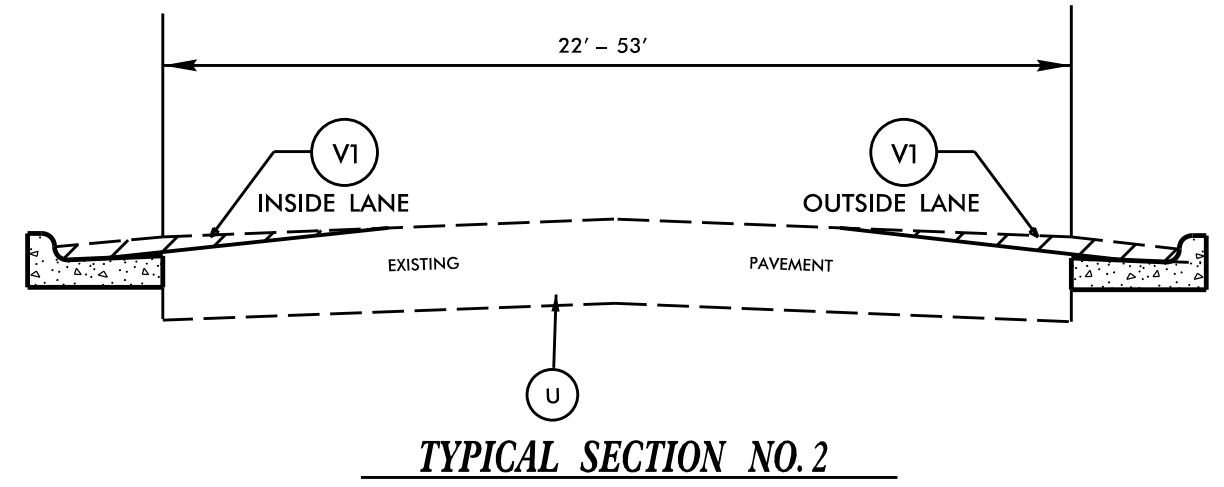 22' – 53'
V1
V1
INSIDE LANE
OUTSIDE LANE
EXISTING
PAVEMENT
U
TYPICAL SECTION NO. 2